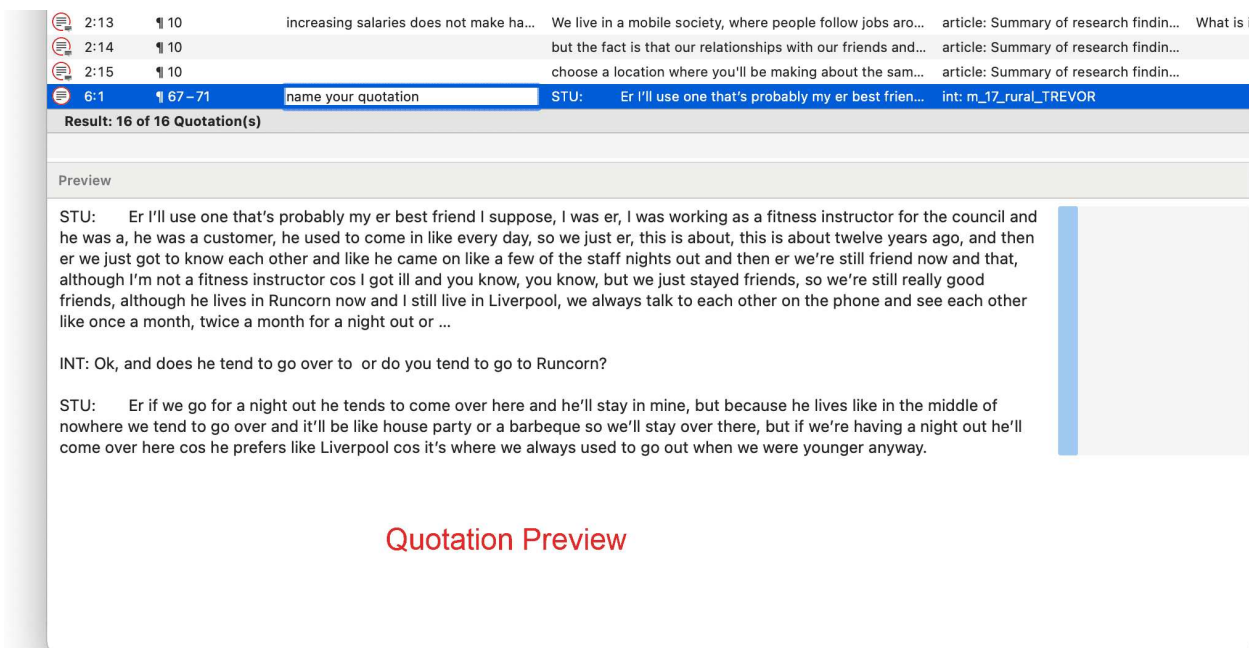 2:13 ¶ 10 increasing salaries does not make ha... We live in a mobile society, where people follow jobs aro... article: Summary of research findin... What is
2:14 ¶ 10 but the fact is that our relationships with our friends and... article: Summary of research findin...
2:15 ¶ 10 choose a location where you'll be making about the sam... article: Summary of research findin...
6:1 ¶ 67–71 name your quotation STU: Er I’ll use one that’s probably my er best frien... int: m_17_rural_TREVOR
Result: 16 of 16 Quotation(s)
Preview
STU: Er I’ll use one that’s probably my er best friend I suppose, I was er, I was working as a fitness instructor for the council and
he was a, he was a customer, he used to come in like every day, so we just er, this is about, this is about twelve years ago, and then
er we just got to know each other and like he came on like a few of the staff nights out and then er we’re still friend now and that,
although I’m not a fitness instructor cos I got ill and you know, you know, but we just stayed friends, so we’re still really good
friends, although he lives in Runcorn now and I still live in Liverpool, we always talk to each other on the phone and see each other
like once a month, twice a month for a night out or ...
INT: Ok, and does he tend to go over to  or do you tend to go to Runcorn?
STU: Er if we go for a night out he tends to come over here and he’ll stay in mine, but because he lives like in the middle of
nowhere we tend to go over and it’ll be like house party or a barbeque so we’ll stay over there, but if we’re having a night out he’ll
come over here cos he prefers like Liverpool cos it’s where we always used to go out when we were younger anyway.
Quotation Preview